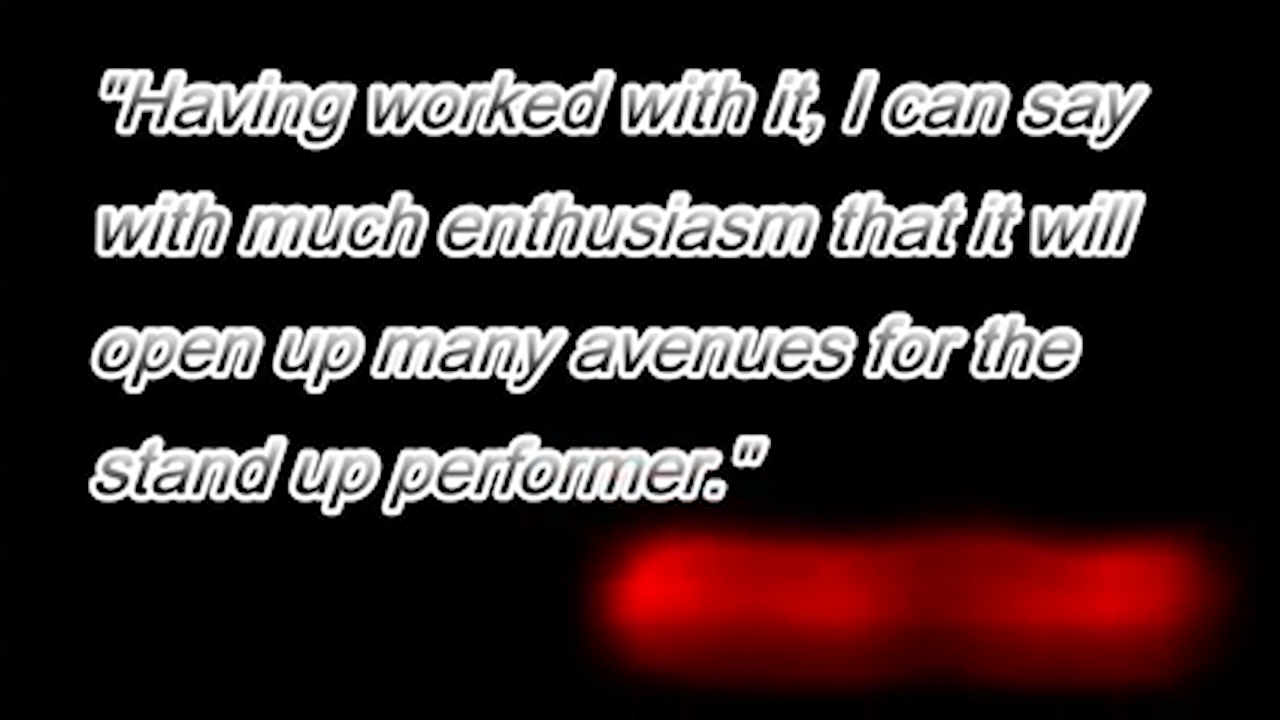 "Having worked with it, I can say
with much enthusiasm that it will
open up many avenues for the
stand up performer."